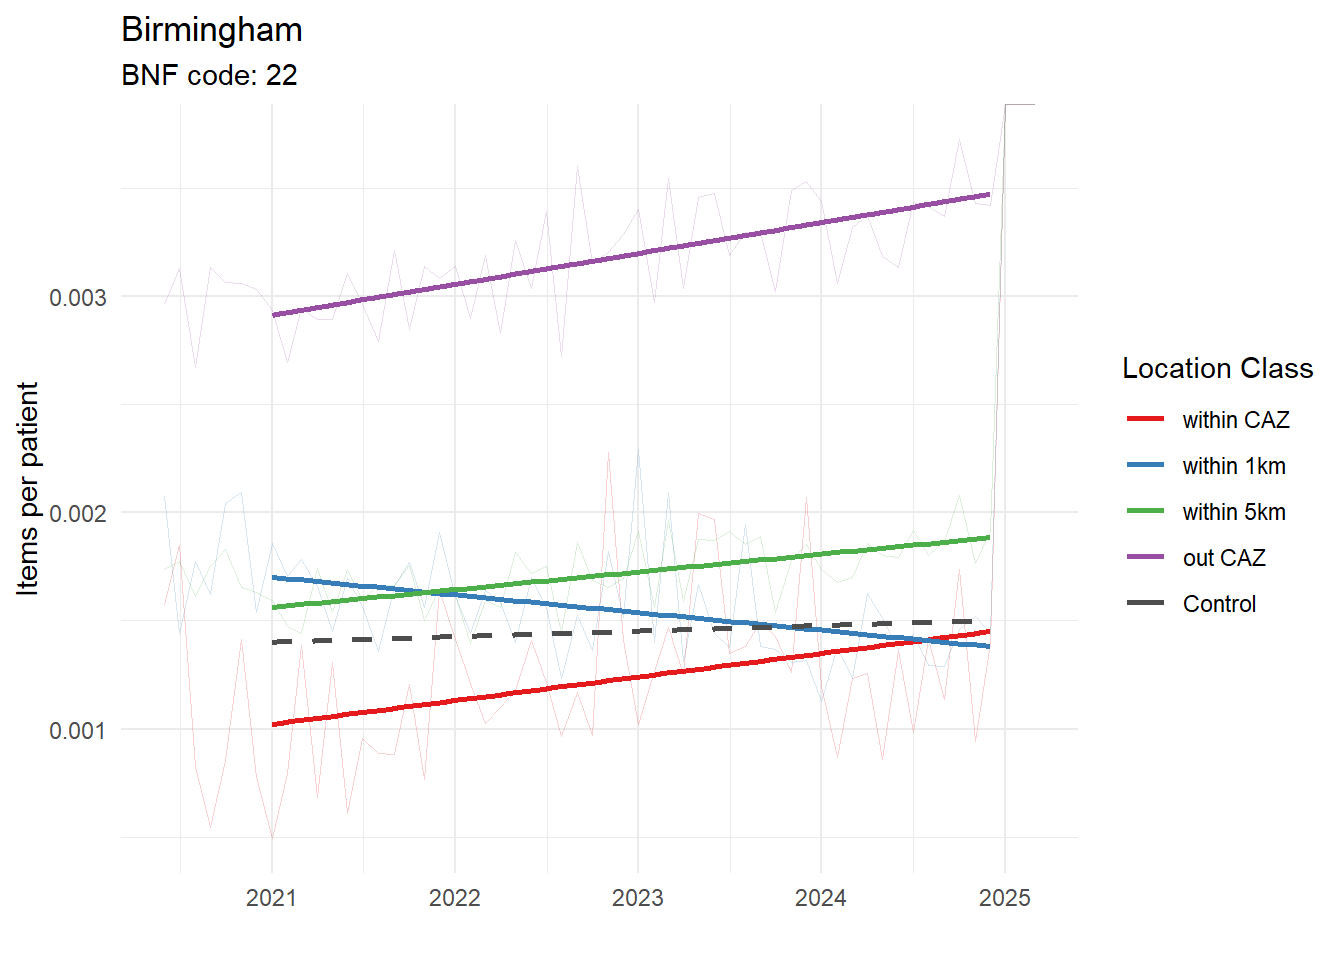 Birmingham
BNF code: 22
Items per patient
0.003
0.002
0.001
2021
2022
2023
2024
2025
Location Class
within CAZ
within 1km
within 5km
out CAZ
Control